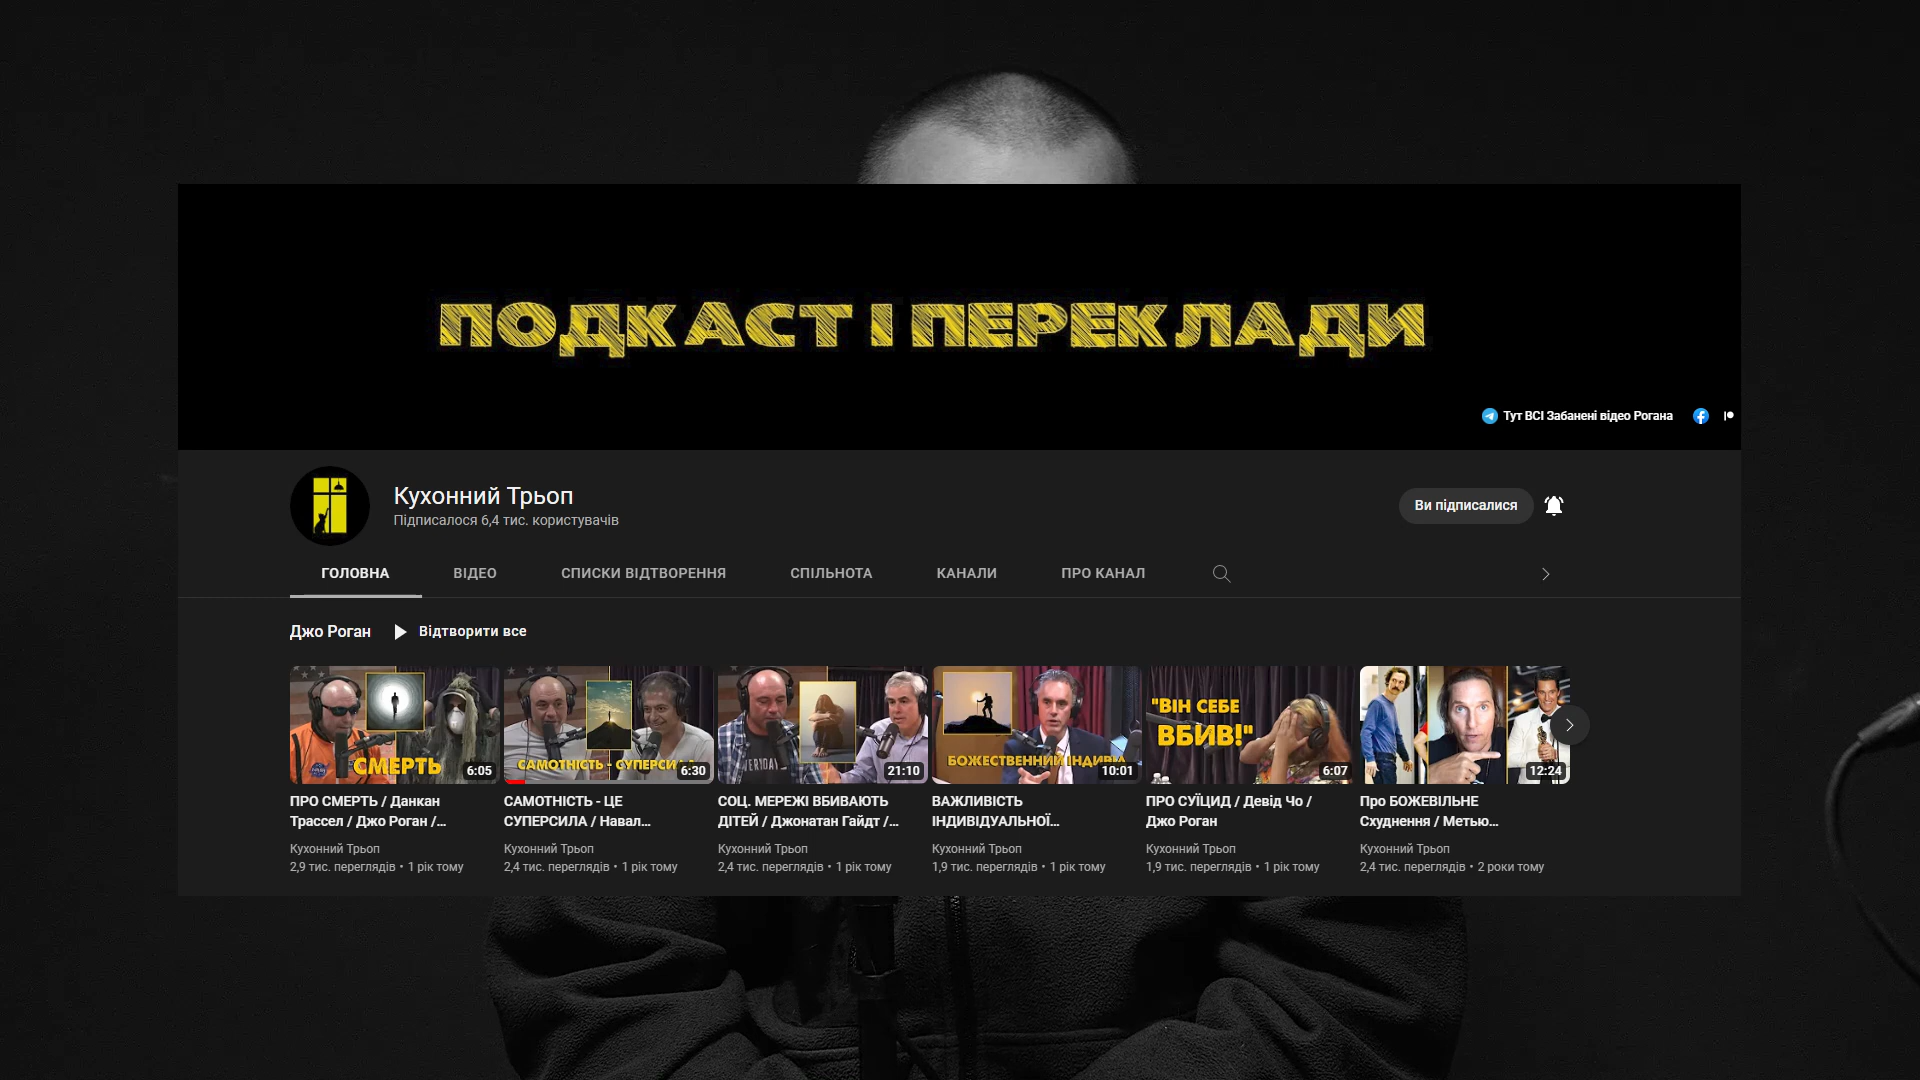 ПОДКАСТ І ПЕРЕКЛАДИ
Тут ВСІ Забанені відео Рогана
Кухонний Трьоп
Підписалося 6,4 тис. користувачів
Ви підписалися
ГОЛОВНА ВІДЕО СПИСКИ ВІДТВОРЕННЯ СПІЛЬНОТА КАНАЛИ ПРО КАНАЛ
Джо Роган Відтворити все
СМЕРТЬ
6:05
ПРО СМЕРТЬ / Данкан
Трассел / Джо Роган /...
Кухонний Трьоп
2,9 тис. переглядів • 1 рік тому
САМОТНІСТЬ - СУПЕРСИЛА
6:30
САМОТНІСТЬ - ЦЕ
СУПЕРСИЛА / Навал...
Кухонний Трьоп
2,4 тис. переглядів • 1 рік тому
EVERYDAY
21:10
СОЦ. МЕРЕЖІ ВБИВАЮТЬ
ДІТЕЙ / Джонатан Гайдт /...
Кухонний Трьоп
2,4 тис. переглядів • 1 рік тому
БОЖЕСТВЕННИЙ ІНДИВІД
10:01
ВАЖЛИВІСТЬ
ІНДИВІДУАЛЬНОЇ...
Кухонний Трьоп
1,9 тис. переглядів • 1 рік тому
"ВІН СЕБЕ
ВБИВ!"
6:07
ПРО СУЇЦИД / Девід Чо /
Джо Роган
Кухонний Трьоп
1,9 тис. переглядів • 1 рік тому
12:24
Про БОЖЕВІЛЬНЕ
Схуднення / Метью...
Кухонний Трьоп
2,4 тис. переглядів • 2 роки тому